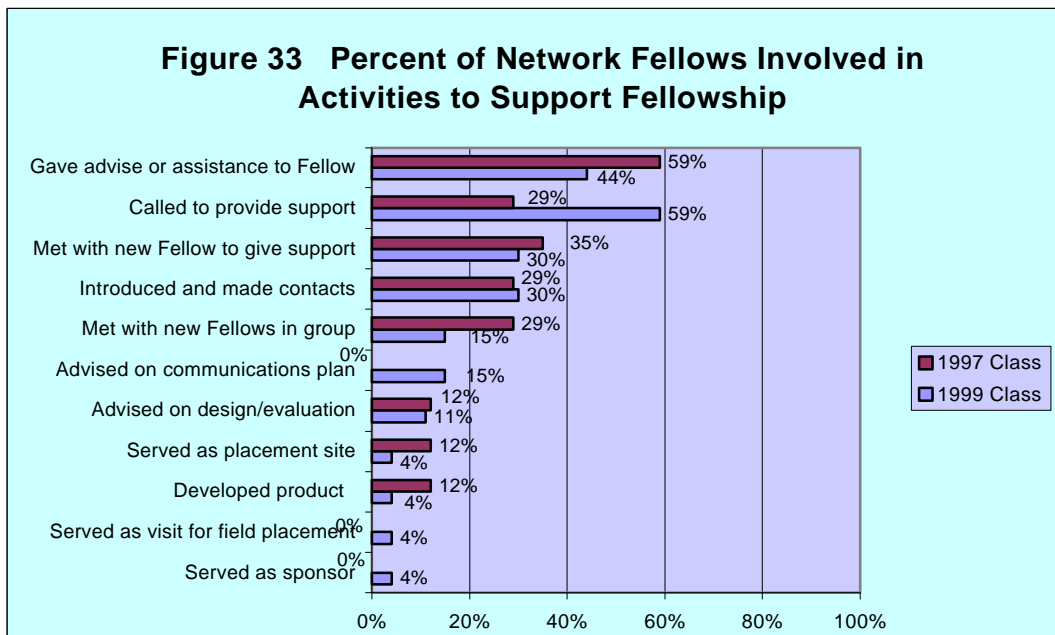 Figure 33 Percent of Network Fellows Involved in
Activities to Support Fellowship
Gave advise or assistance to Fellow
59%
44%
Called to provide support
29%
59%
Met with new Fellow to give support
35%
30%
Introduced and made contacts
29%
30%
Met with new Fellows in group
29%
15%
Advised on communications plan
0%
15%
Advised on design/evaluation
12%
11%
Served as placement site
12%
4%
Developed product
12%
4%
Served as visit for field placement
0%
4%
Served as sponsor
0%
4%
0% 20% 40% 60% 80% 100%
1997 Class
1999 Class